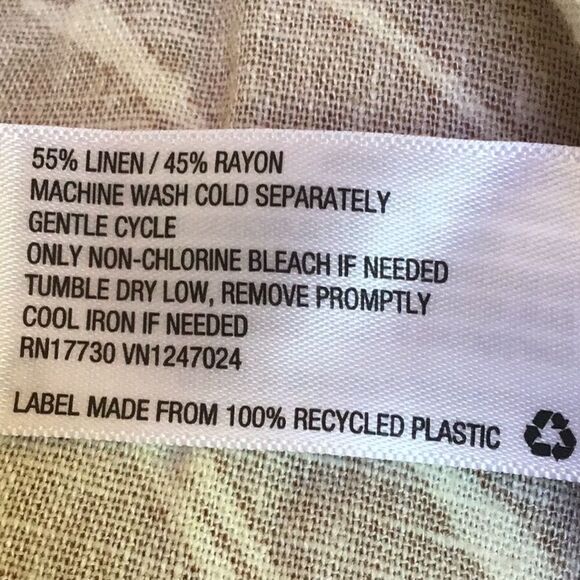 55% LINEN / 45% RAYON
MACHINE WASH COLD SEPARATELY
GENTLE CYCLE
ONLY NON-CHLORINE BLEACH IF NEEDED
TUMBLE DRY LOW, REMOVE PROMPTLY
COOL IRON IF NEEDED
RN17730 VN1247024
LABEL MADE FROM 100% RECYCLED PLASTIC